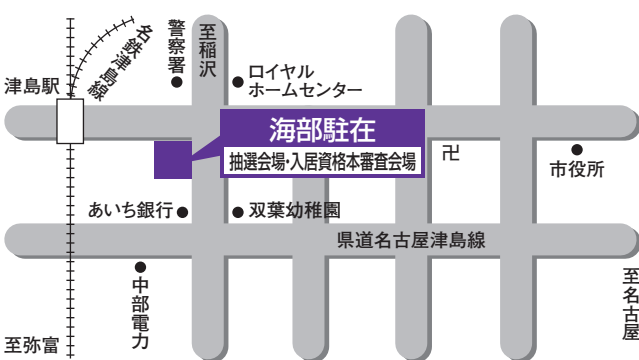 警察署
至稲沢
名鉄津島線
津島駅
ロイヤル
ホームセンター
海部駐在
抽選会場・入居資格本審査会場
卍
市役所
あいち銀行
双葉幼稚園
県道名古屋津島線
中部電力
至名古屋
至弥富